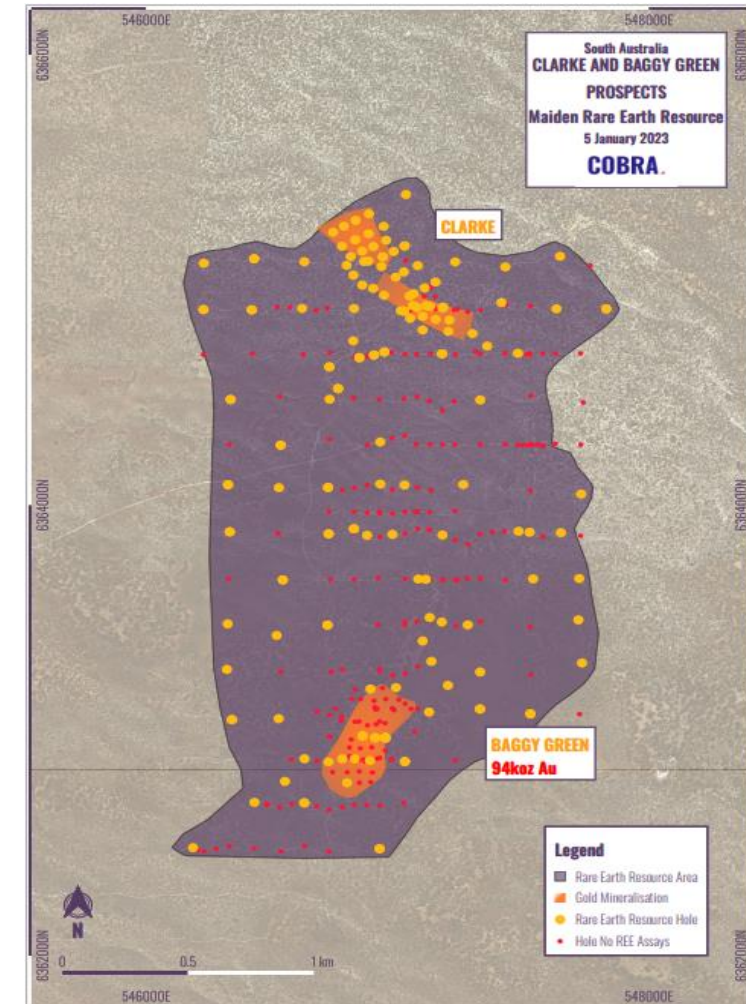 546000E
548000E
6366000N
6366000N
South Australia
CLARKE AND BAGGY GREEN
PROSPECTS
Maiden Rare Earth Resource
5 January 2023
COBRA
CLARKE
6364000N
6364000N
BAGGY GREEN
94koz Au
Legend
Rare Earth Resource Area
Gold Mineralisation
Rare Earth Resource Hole
Hole No REE Assays
N
0
0.5
1 km
6362000N
6362000N
546000E
548000E